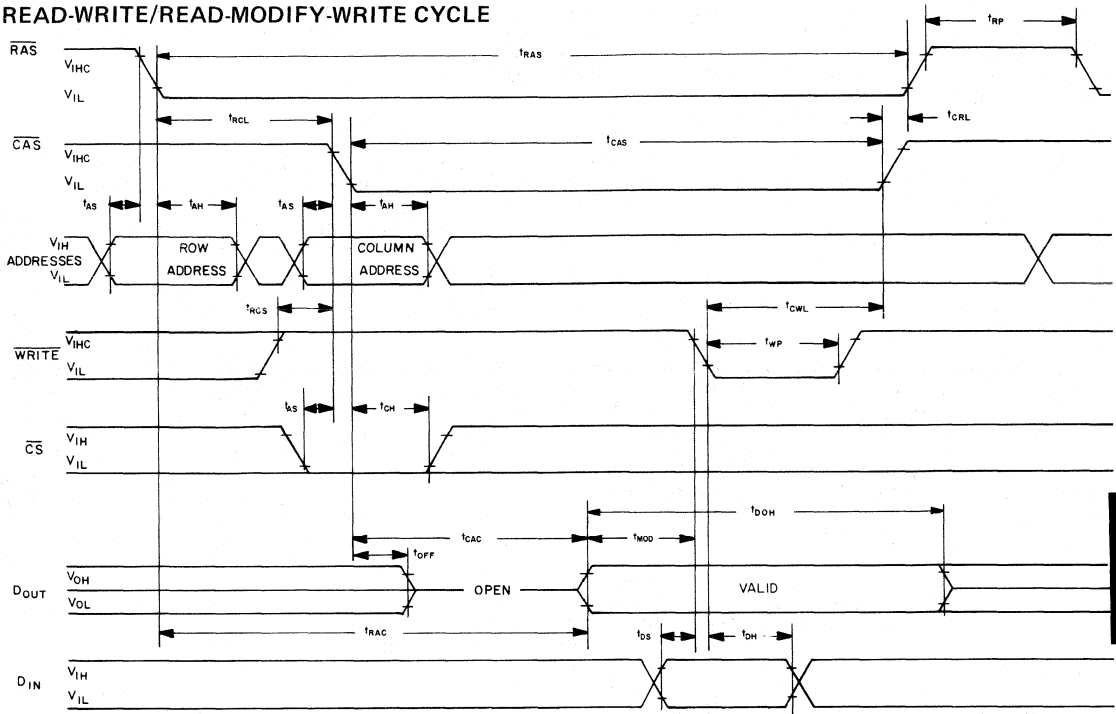 READ-WRITE/READ-MODIFY-WRITE CYCLE
tRP
RAS
VIHC
VIL
tRAS
tRCL
tCRL
CAS
VIHC
VIL
tCAS
tAS
tAH
tAS
tAH
ADDRESSES
VIH
VIL
ROW
ADDRESS
COLUMN
ADDRESS
tRCS
tCWL
WRITE
VIHC
VIL
tWP
tAS
tCH
CS
VIH
VIL
tDOH
tCAC
tMOD
tOFF
DOUT
VOH
VOL
OPEN
VALID
tRAC
tDS
tDH
DIN
VIH
VIL